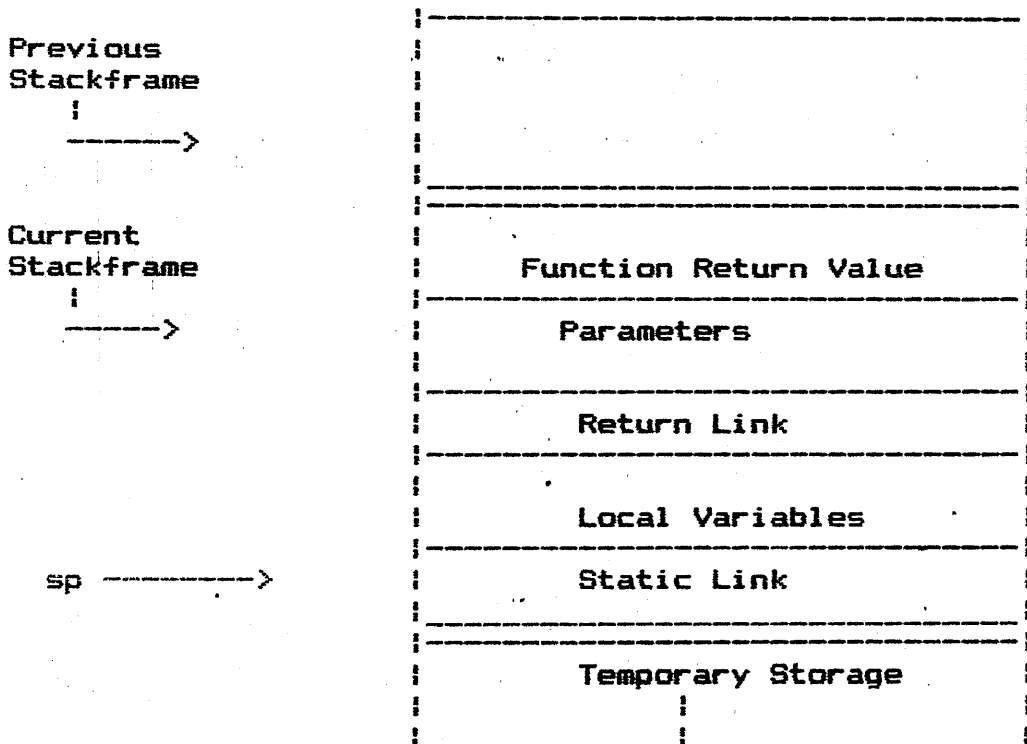 Previous
Stackframe
Current
Stackframe
Function Return Value
Parameters
Return Link
Local Variables
sp
Static Link
Temporary Storage